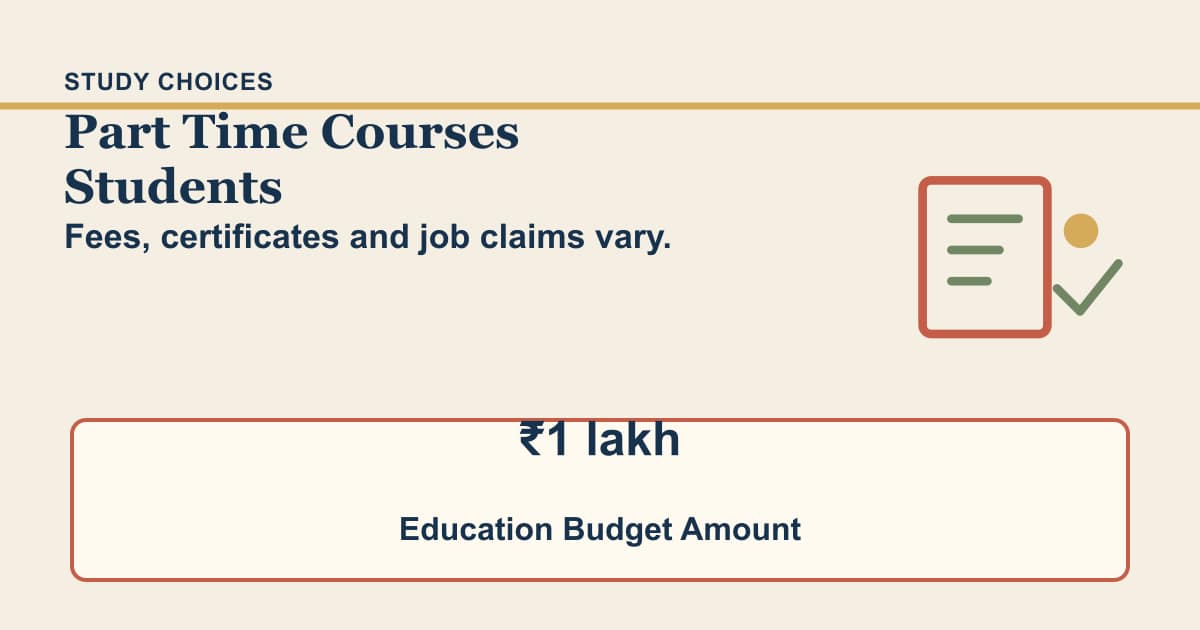 STUDY CHOICES
Part Time Courses
Students
Fees, certificates and job claims vary.
₹1 lakh
Education Budget Amount